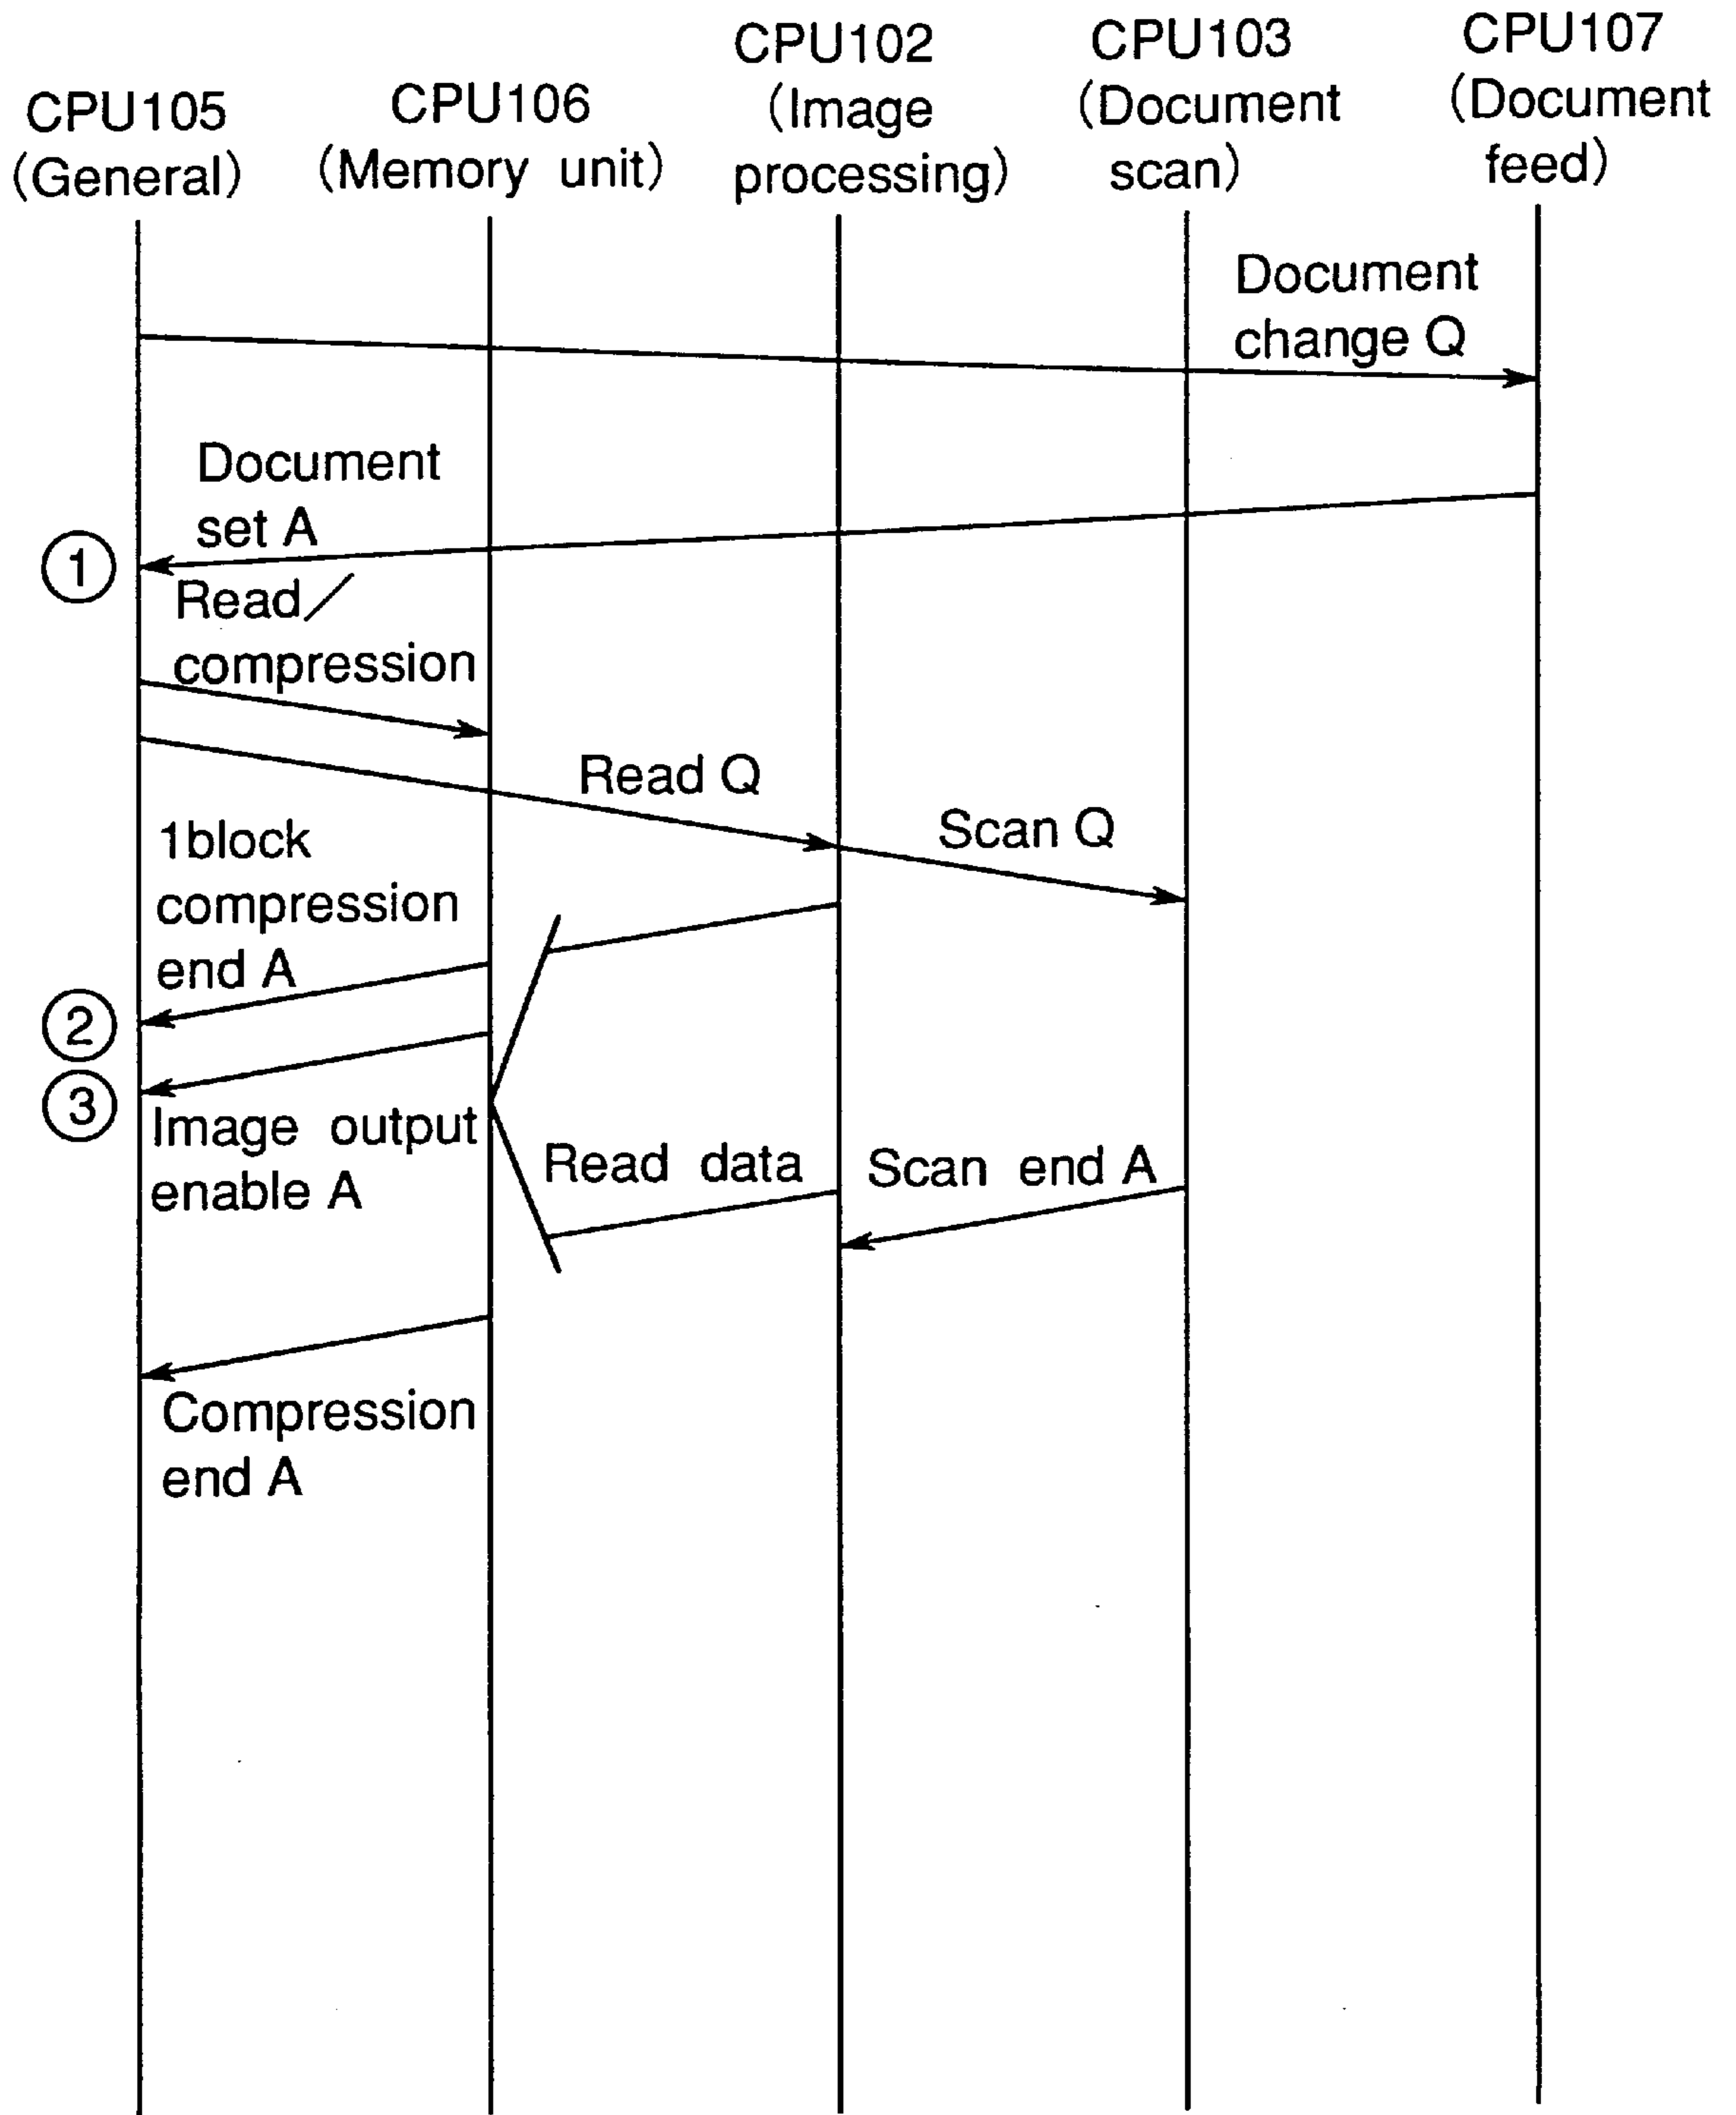 CPU105
(General)
CPU106
(Memory unit)
CPU102
(Image
processing)
CPU103
(Document
scan)
CPU107
(Document
feed)
Document
change Q
Document
set A
①
Read/
compression
Read Q
Scan Q
1block
compression
end A
②
③
Image output
enable A
Read data
Scan end A
Compression
end A